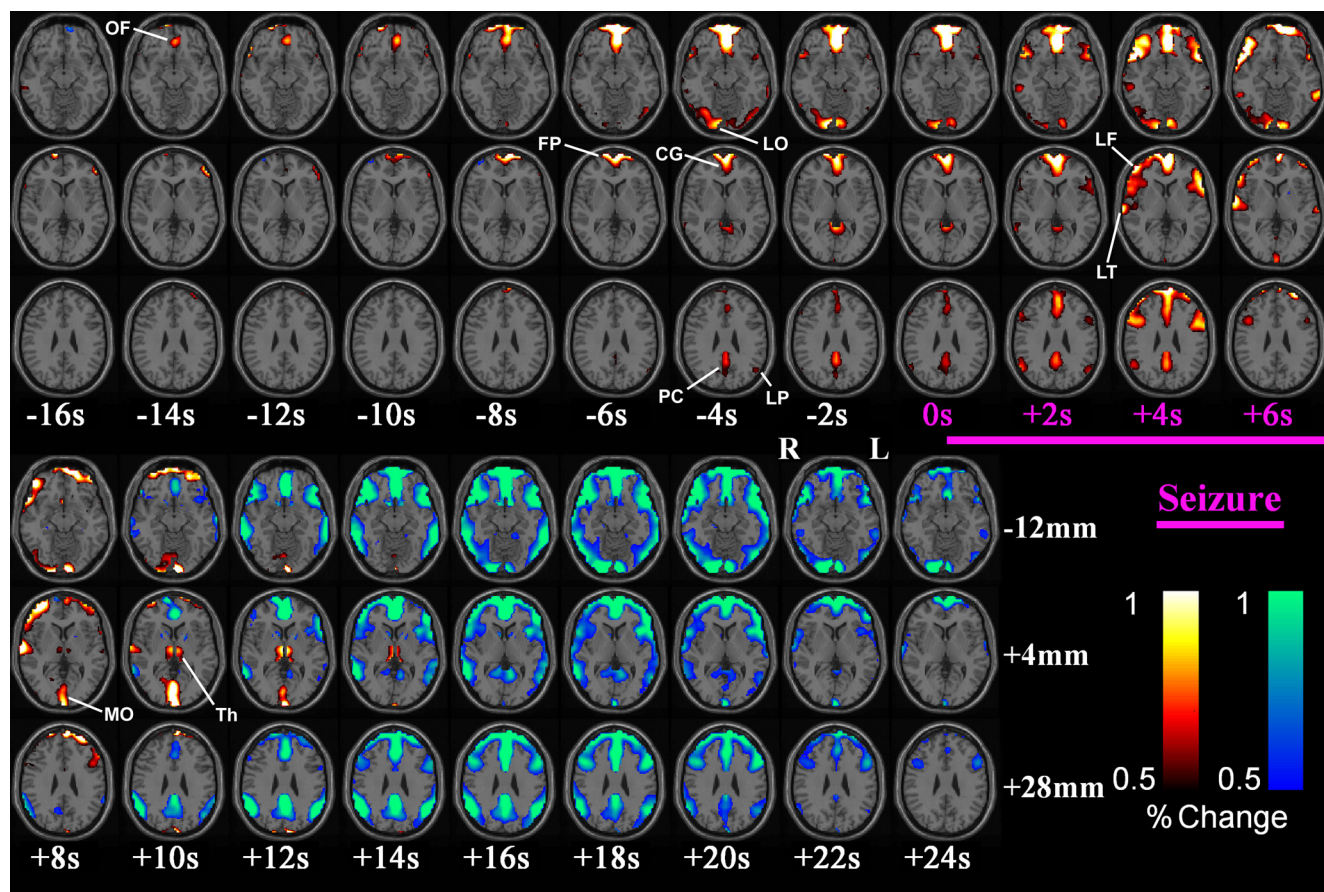 OF
FP
CG
LO
LF
LT
PC
LP
-16s -14s -12s -10s -8s -6s -4s -2s 0s +2s +4s +6s
R L
Seizure
-12mm
+4mm
+28mm
MO
Th
1 1
0.5 0.5
% Change
+8s +10s +12s +14s +16s +18s +20s +22s +24s